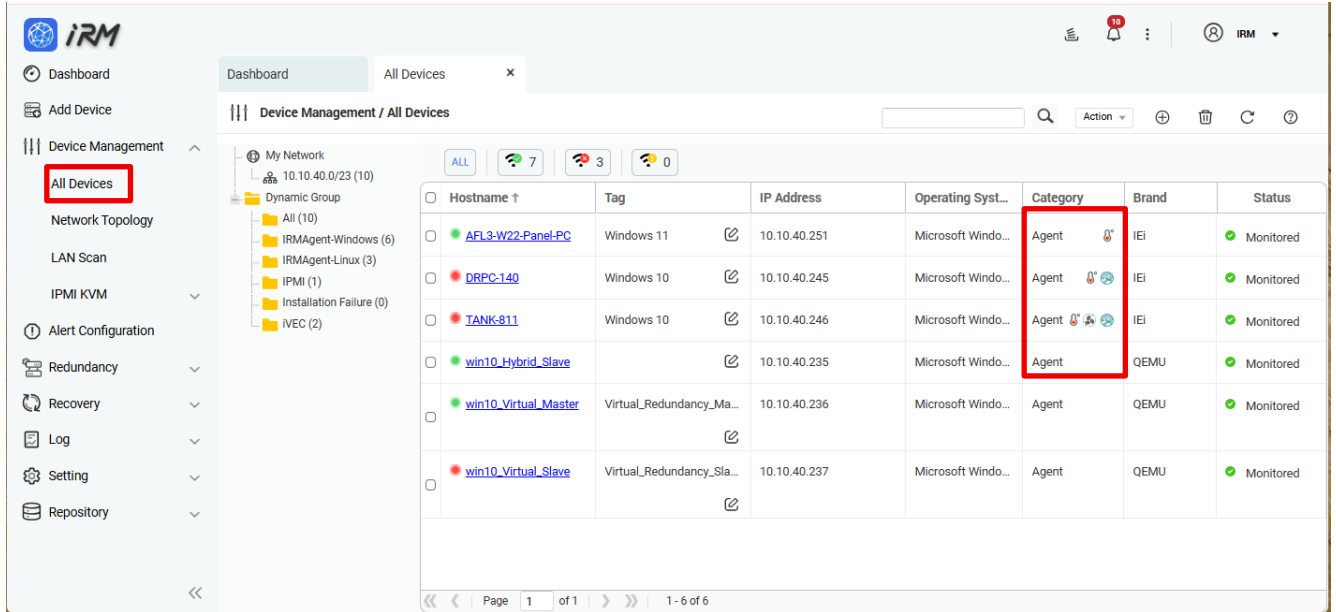 iRM
10
IRM
Dashboard
Add Device
Device Management
All Devices
Network Topology
LAN Scan
IPMI KVM
Alert Configuration
Redundancy
Recovery
Log
Setting
Repository
Dashboard
All Devices
Device Management / All Devices
Action
My Network
10.10.40.0/23 (10)
Dynamic Group
All (10)
IRMAgent-Windows (6)
IRMAgent-Linux (3)
IPMI (1)
Installation Failure (0)
iVEC (2)
ALL 7 3 0
Hostname Tag IP Address Operating Syst... Category Brand Status
AFL3-W22-Panel-PC Windows 11 10.10.40.251 Microsoft Windo... Agent IEi Monitored
DRPC-140 Windows 10 10.10.40.245 Microsoft Windo... Agent IEi Monitored
TANK-811 Windows 10 10.10.40.246 Microsoft Windo... Agent IEi Monitored
win10_Hybrid_Slave 10.10.40.235 Microsoft Windo... Agent QEMU Monitored
win10_Virtual_Master Virtual_Redundancy_Ma... 10.10.40.236 Microsoft Windo... Agent QEMU Monitored
win10_Virtual_Slave Virtual_Redundancy_Sla... 10.10.40.237 Microsoft Windo... Agent QEMU Monitored
Page 1 of 1 1 - 6 of 6